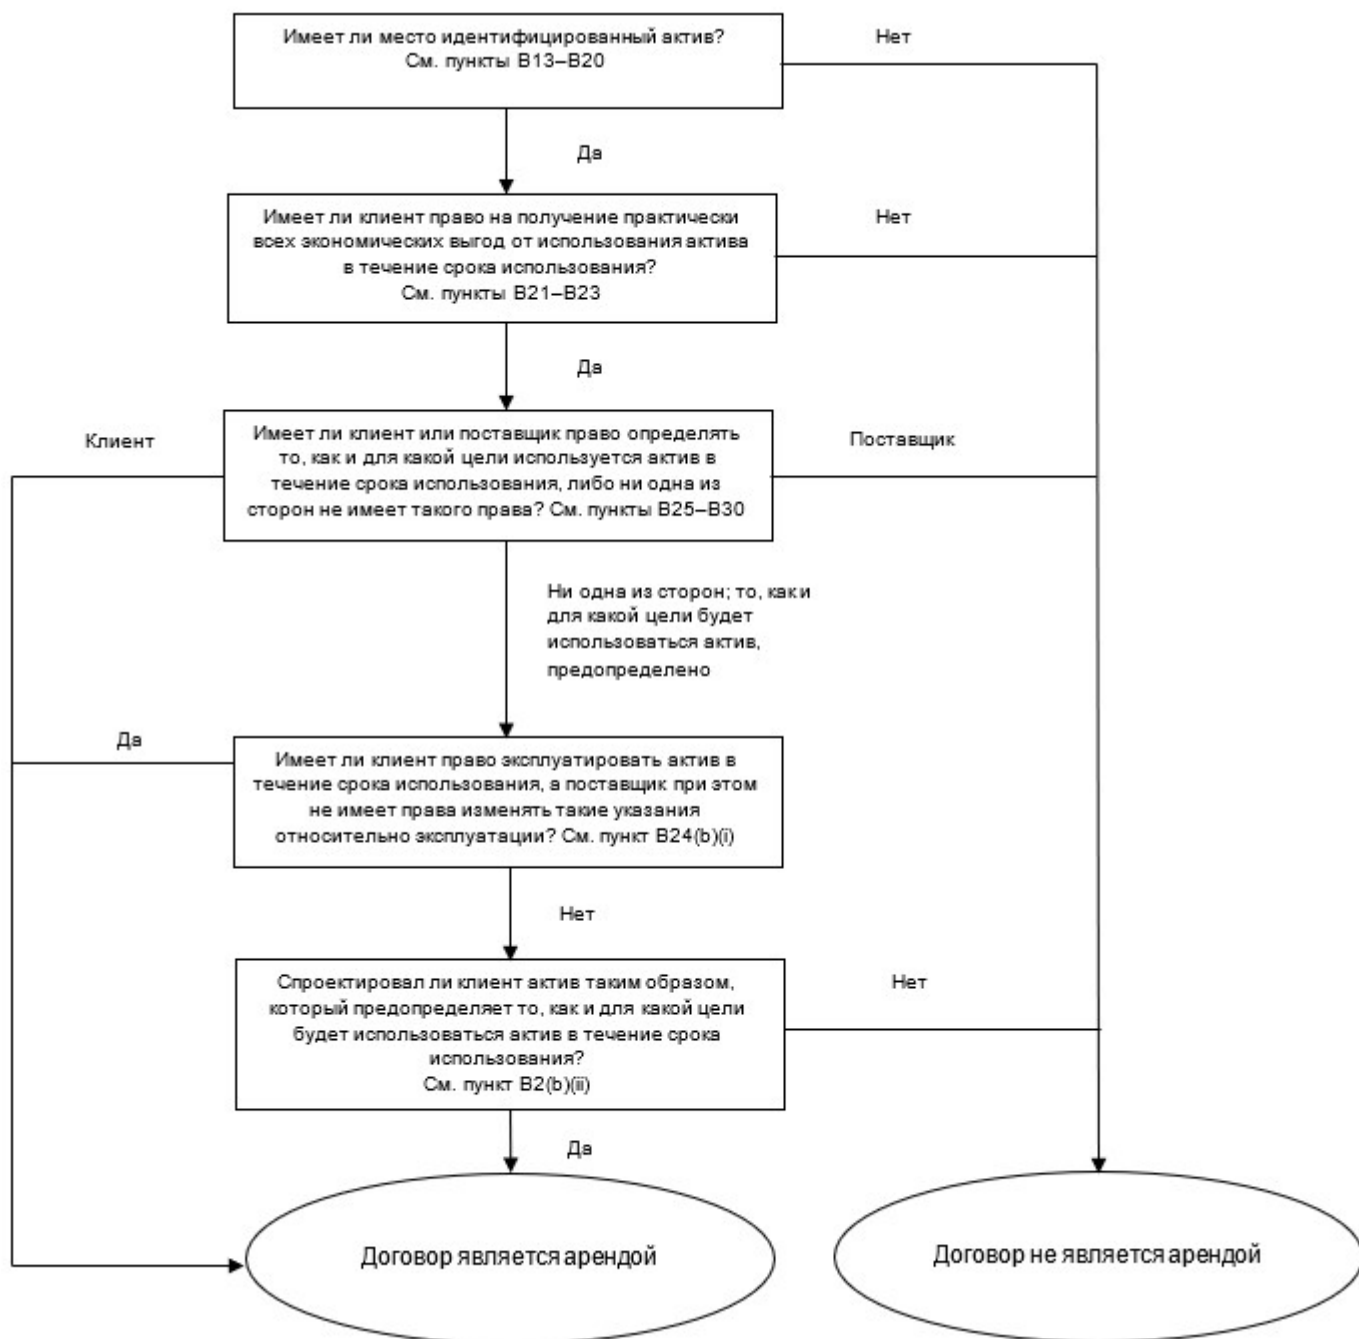 Имеет ли место идентифицированный актив?
См. пункты B13–B20
Нет
Да
Имеет ли клиент право на получение практически
всех экономических выгод от использования актива
в течение срока использования?
См. пункты B21–B23
Нет
Да
Клиент
Имеет ли клиент или поставщик право определять
то, как и для какой цели используется актив в
течение срока использования, либо ни одна из
сторон не имеет такого права? См. пункты B25–B30
Поставщик
Ни одна из сторон; то, как и
для какой цели будет
использоваться актив,
предопределено
Да
Имеет ли клиент право эксплуатировать актив в
течение срока использования, а поставщик при этом
не имеет права изменять такие указания
относительно эксплуатации? См. пункт B24(b)(i)
Нет
Спроектировал ли клиент актив таким образом,
который предопределяет то, как и для какой цели
будет использоваться актив в течение срока
использования?
См. пункт B2(b)(ii)
Нет
Да
Договор является арендой
Договор не является арендой